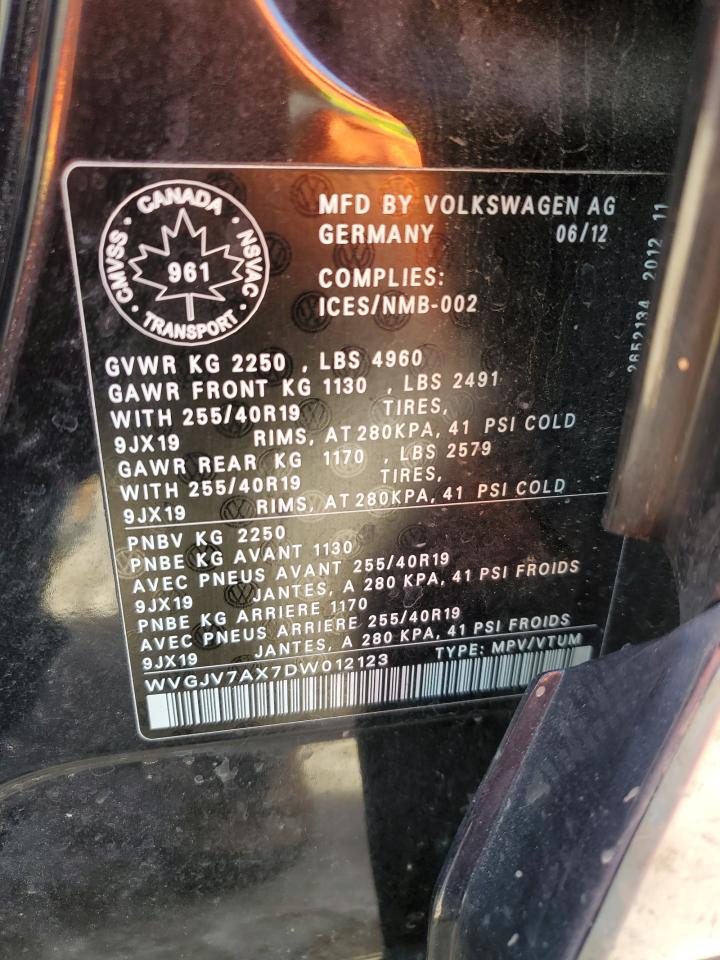 CANADA
CMVSS · NSVAC
961
TRANSPORT
MFD BY VOLKSWAGEN AG
GERMANY 06/12
COMPLIES:
ICES/NMB-002
2652134 2012 11
GVWR KG 2250 , LBS 4960
GAWR FRONT KG 1130 , LBS 2491
WITH 255/40R19 TIRES,
9JX19 RIMS, AT 280KPA, 41 PSI COLD
GAWR REAR KG 1170 , LBS 2579
WITH 255/40R19 TIRES,
9JX19 RIMS, AT 280KPA, 41 PSI COLD
PNBV KG 2250
PNBE KG AVANT 1130
AVEC PNEUS AVANT 255/40R19
9JX19 JANTES, A 280 KPA, 41 PSI FROIDS
PNBE KG ARRIERE 1170
AVEC PNEUS ARRIERE 255/40R19
9JX19 JANTES, A 280 KPA, 41 PSI FROIDS
WVGJV7AX7DW012123 TYPE: MPV/VTUM